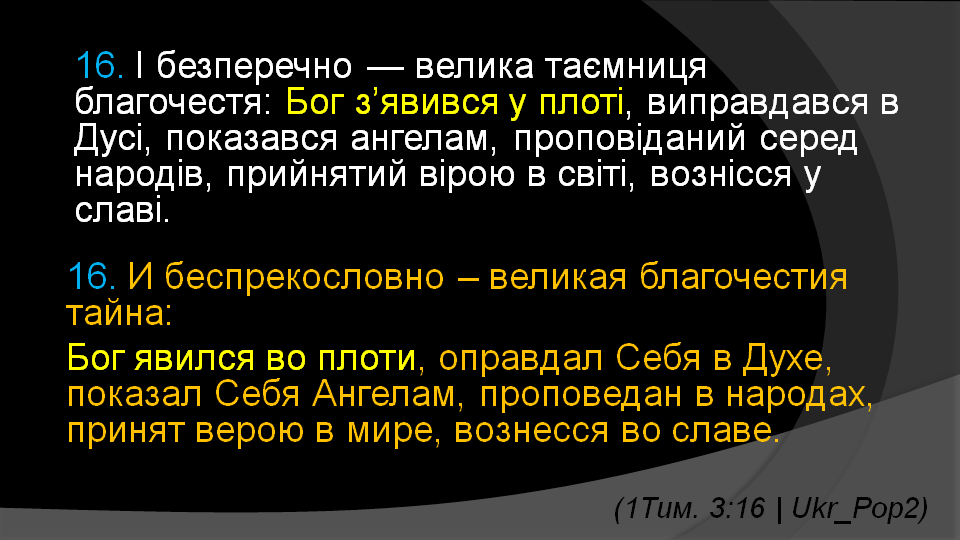 16. І безперечно — велика таємниця
благочестя: Бог з’явився у плоті, виправдався в
Дусі, показався ангелам, проповіданий серед
народів, прийнятий вірою в світі, вознісся у
славі.
16. И беспрекословно – великая благочестия
тайна:
Бог явился во плоти, оправдал Себя в Духе,
показал Себя Ангелам, проповедан в народах,
принят верою в мире, вознесся во славе.
(1Тим. 3:16 | Ukr_Pop2)